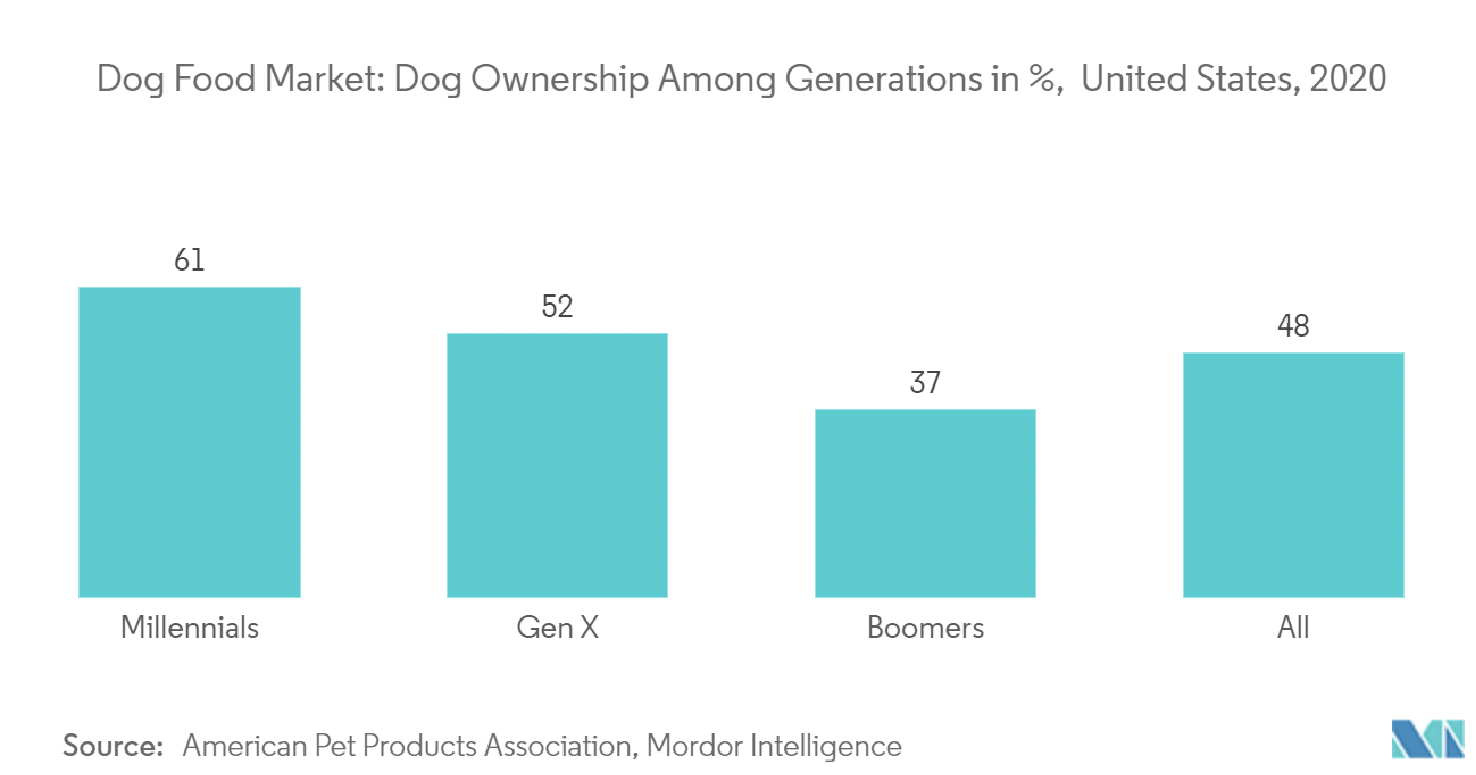 Dog Food Market: Dog Ownership Among Generations in %, United States, 2020
61
52
37
48
Millennials
Gen X
Boomers
All
Source: American Pet Products Association, Mordor Intelligence